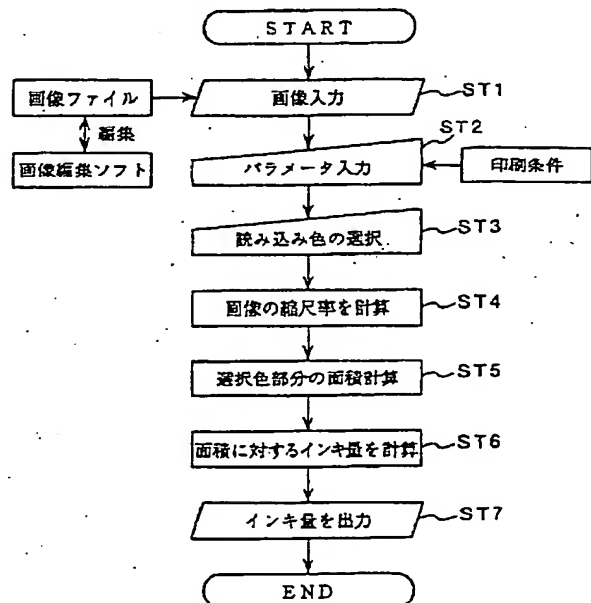 START
画像ファイル
画像入力
ST1
編集
ST2
画像編集ソフト
パラメータ入力
印刷条件
読み込み色の選択
ST3
画像の縮尺率を計算
ST4
選択色部分の面積計算
ST5
面積に対するインキ量を計算
ST6
インキ量を出力
ST7
END